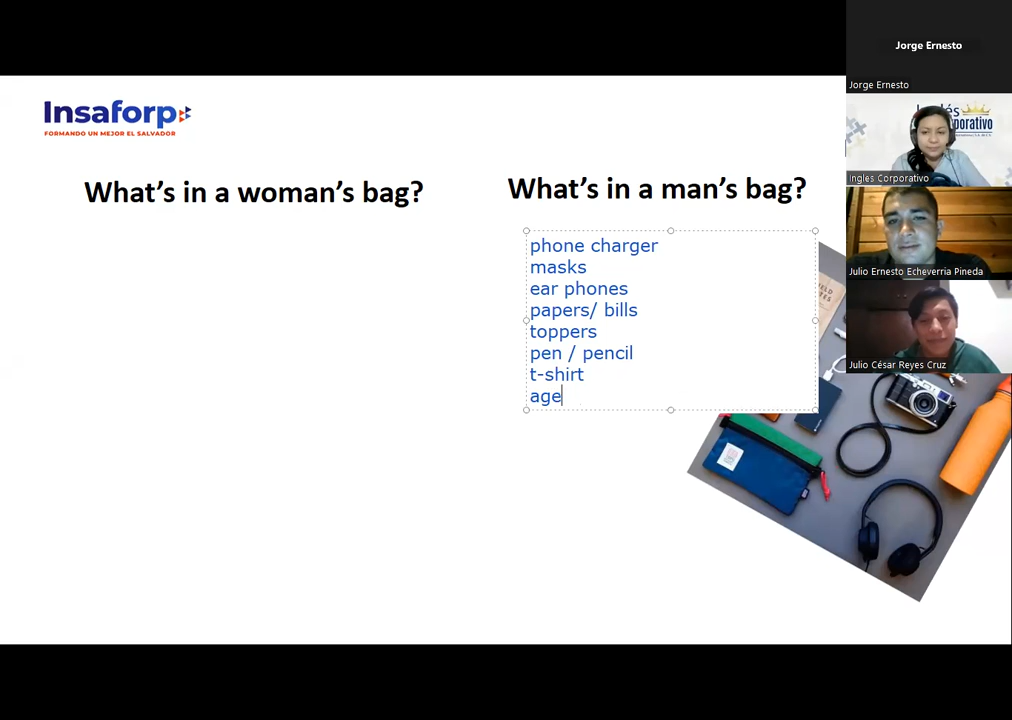 Insaforp
FORMANDO UN MEJOR EL SALVADOR
What's in a woman's bag?
What's in a man's bag?
phone charger
masks
ear phones
papers/ bills
toppers
pen / pencil
t-shirt
age
Jorge Ernesto
Jorge Ernesto
Ingles Corporativo
Julio Ernesto Echeverria Pineda
Julio César Reyes Cruz